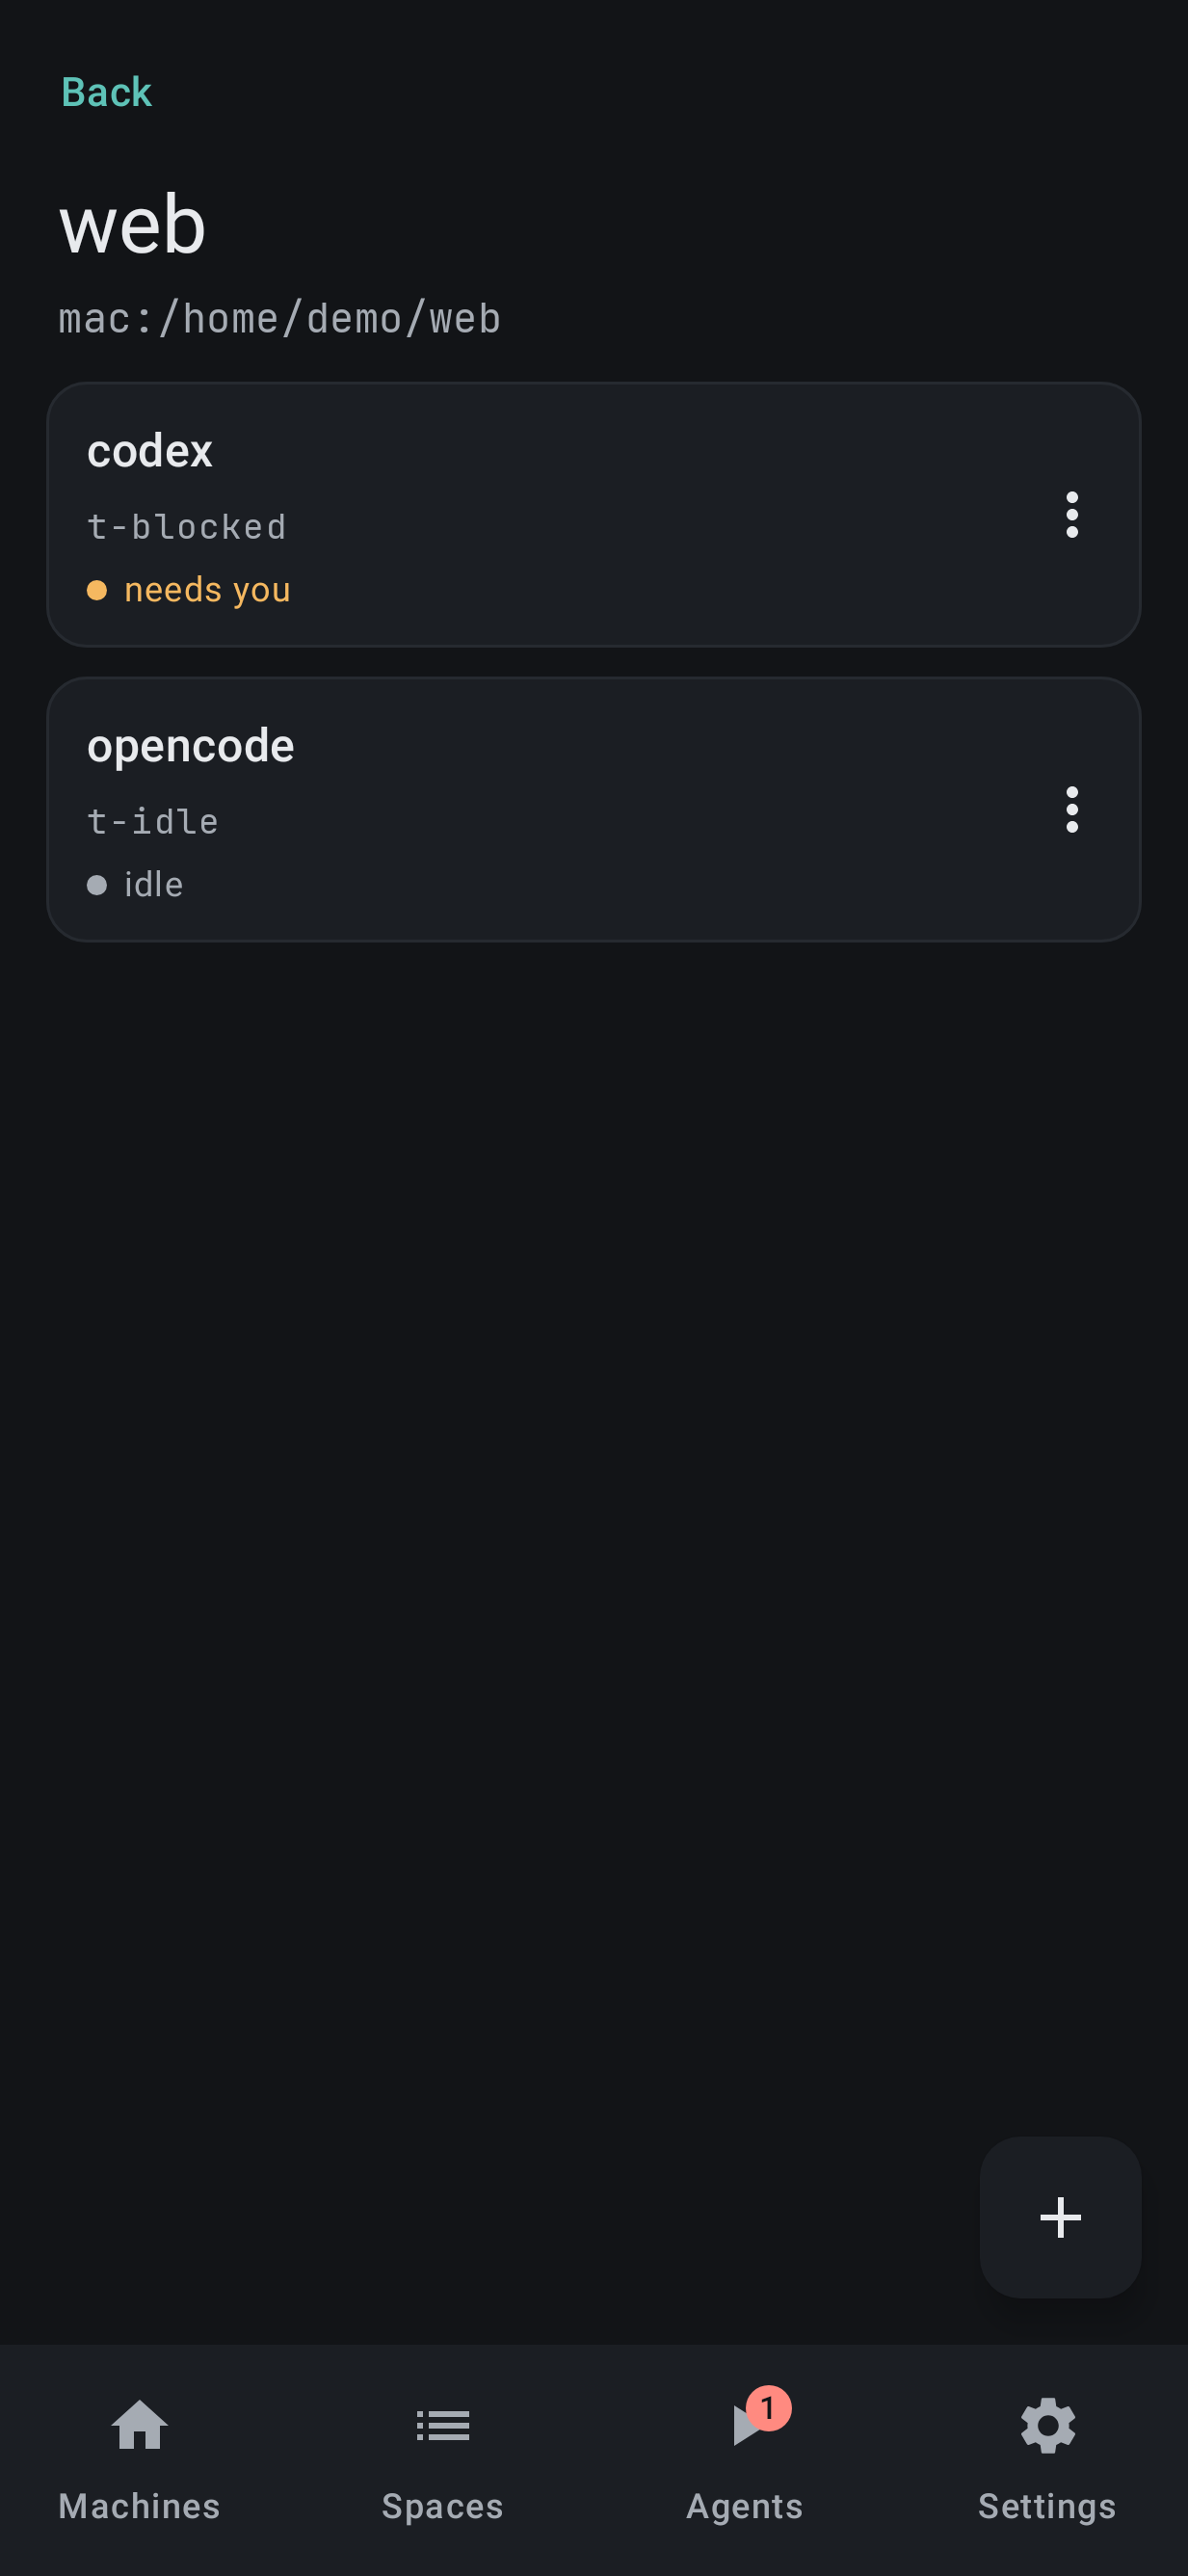 Back
web
mac:/home/demo/web
codex
t-blocked
needs you
opencode
t-idle
idle
1
Machines
Spaces
Agents
Settings